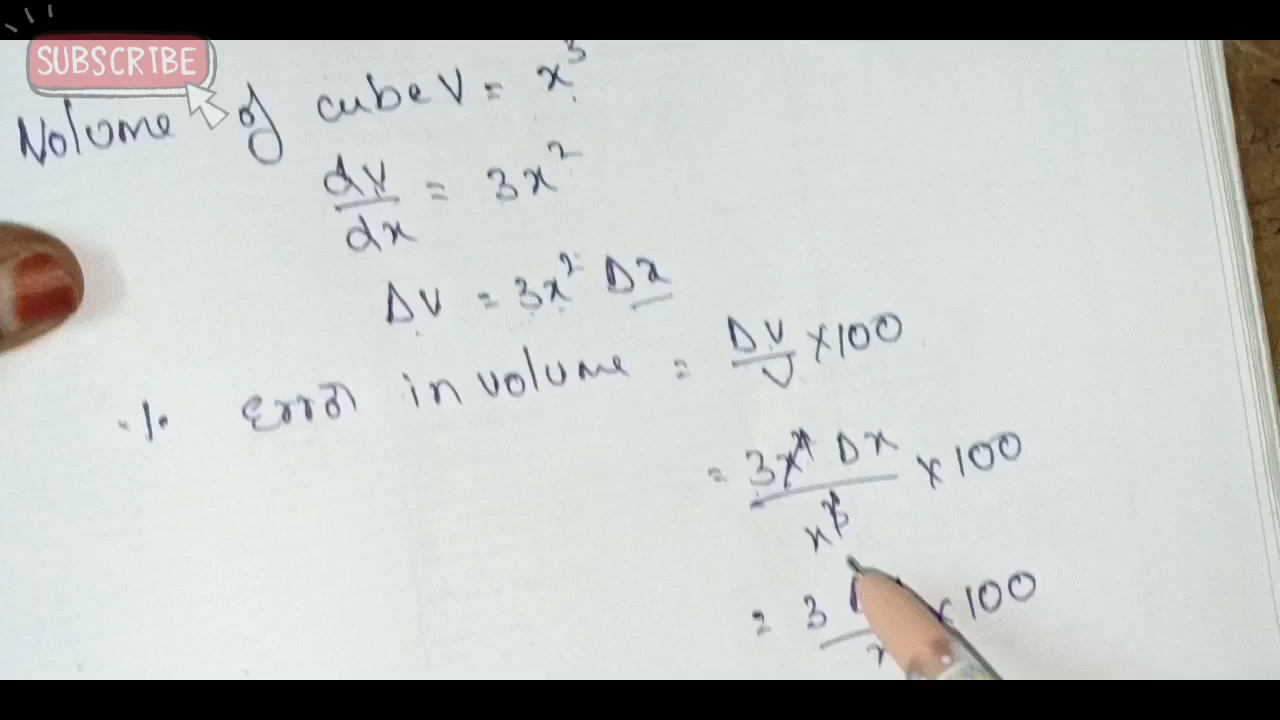 SUBSCRIBE
Volume of cube V = x³
dv/dx = 3x²
ΔV = 3x² Δx
% Error in volume = ΔV/V × 100
= 3x² Δx/x³ × 100
= 3 /x × 100